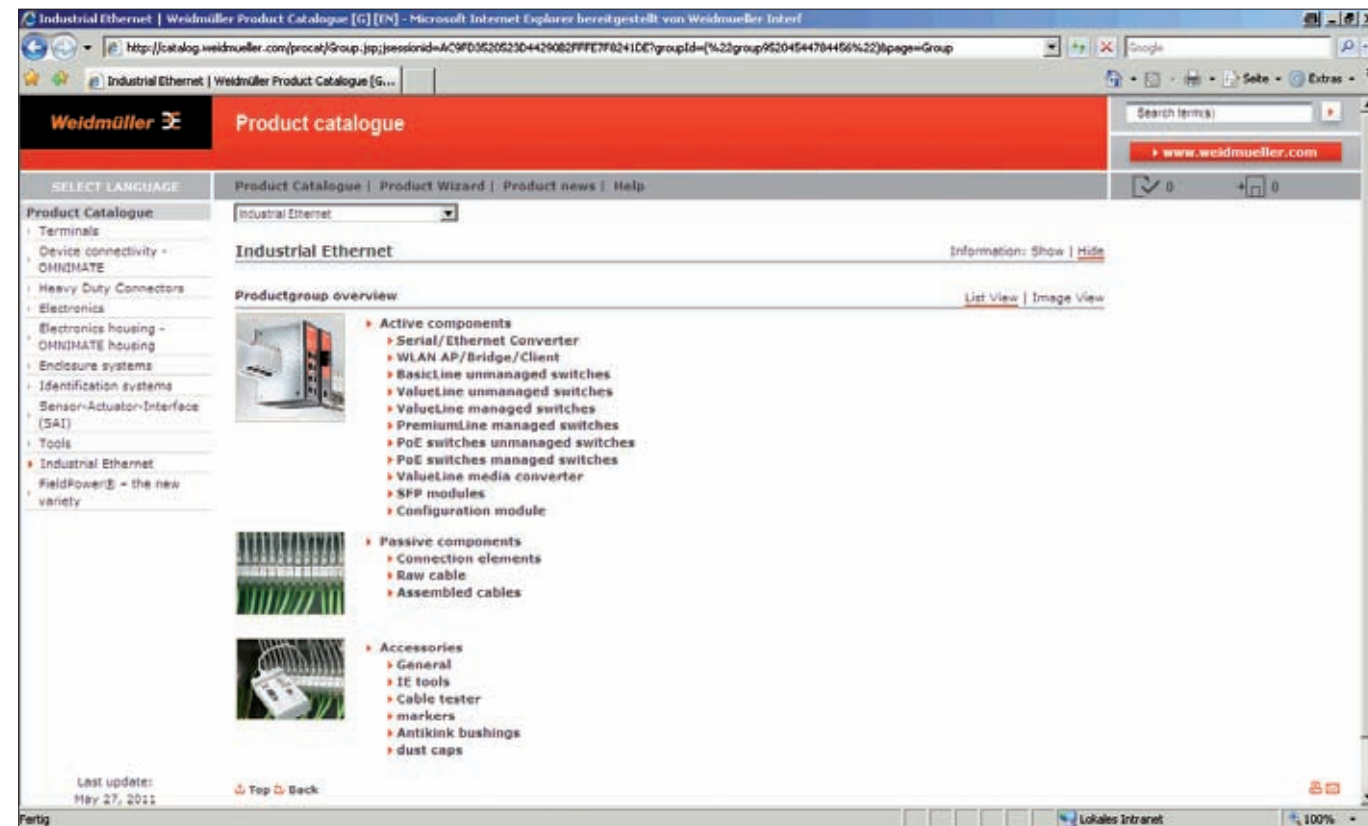 Industrial Ethernet | Weidmüller Product Catalogue [G] [EN] - Microsoft Internet Explorer bereitgestellt von Weidmueller Interf
Google
Industrial Ethernet | Weidmüller Product Catalogue [G...
Seite
Extras
Weidmüller
Product catalogue
Search term(s)
www.weidmueller.com
SELECT LANGUAGE
Product Catalogue | Product Wizard | Product news | Help
0
0
Product Catalogue
Terminals
Device connectivity -
OMNIMATE
Heavy Duty Connectors
Electronics
Electronics housing -
OMNIMATE housing
Enclosure systems
Identification systems
Sensor-Actuator-Interface
(SAI)
Tools
Industrial Ethernet
FieldPower® - the new
variety
Last update:
May 27, 2011
Industrial Ethernet
Industrial Ethernet
Information: Show | Hide
Productgroup overview
List View | Image View
Active components
Serial/Ethernet Converter
WLAN AP/Bridge/Client
BasicLine unmanaged switches
ValueLine unmanaged switches
ValueLine managed switches
PremiumLine managed switches
PoE switches unmanaged switches
PoE switches managed switches
ValueLine media converter
SFP modules
Configuration module
Passive components
Connection elements
Raw cable
Assembled cables
Accessories
General
IE tools
Cable tester
markers
Antikink bushings
dust caps
Top Back
Fertig
Lokales Intranet
100%